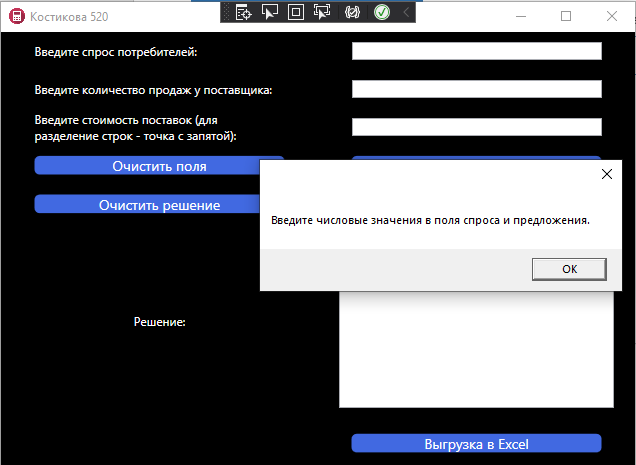 Костикова 520
Введите спрос потребителей:
Введите количество продаж у поставщика:
Введите стоимость поставок (для
разделение строк - точка с запятой):
Очистить поля
Очистить решение
Введите числовые значения в поля спроса и предложения.
ОК
Решение:
Выгрузка в Excel